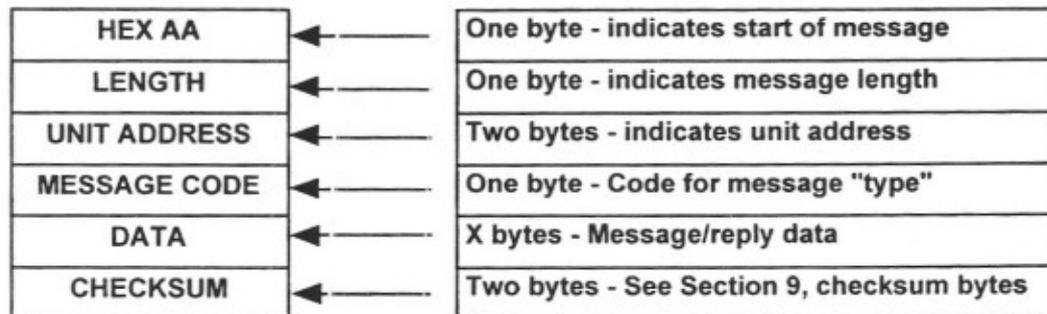 HEX AA
One byte - indicates start of message
LENGTH
One byte - indicates message length
UNIT ADDRESS
Two bytes - indicates unit address
MESSAGE CODE
One byte - Code for message "type"
DATA
X bytes - Message/reply data
CHECKSUM
Two bytes - See Section 9, checksum bytes